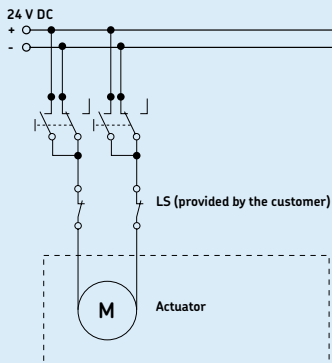 24 V DC
+
-
LS (provided by the customer)
M
Actuator